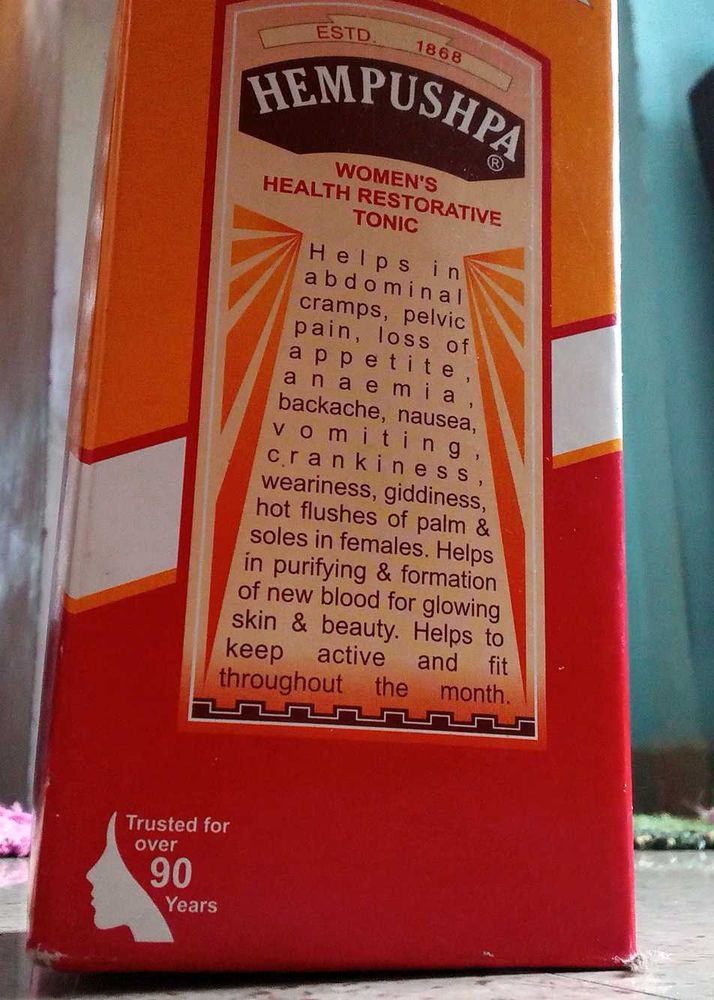 ESTD. 1868
HEMPUSHPA
®
WOMEN'S
HEALTH RESTORATIVE
TONIC
Helps in
abdominal
cramps, pelvic
pain, loss of
appetite,
anaemia,
backache, nausea,
vomiting,
crankiness,
weariness, giddiness,
hot flushes of palm &
soles in females. Helps
in purifying & formation
of new blood for glowing
skin & beauty. Helps to
keep active and fit
throughout the month.
Trusted for
over
90
Years